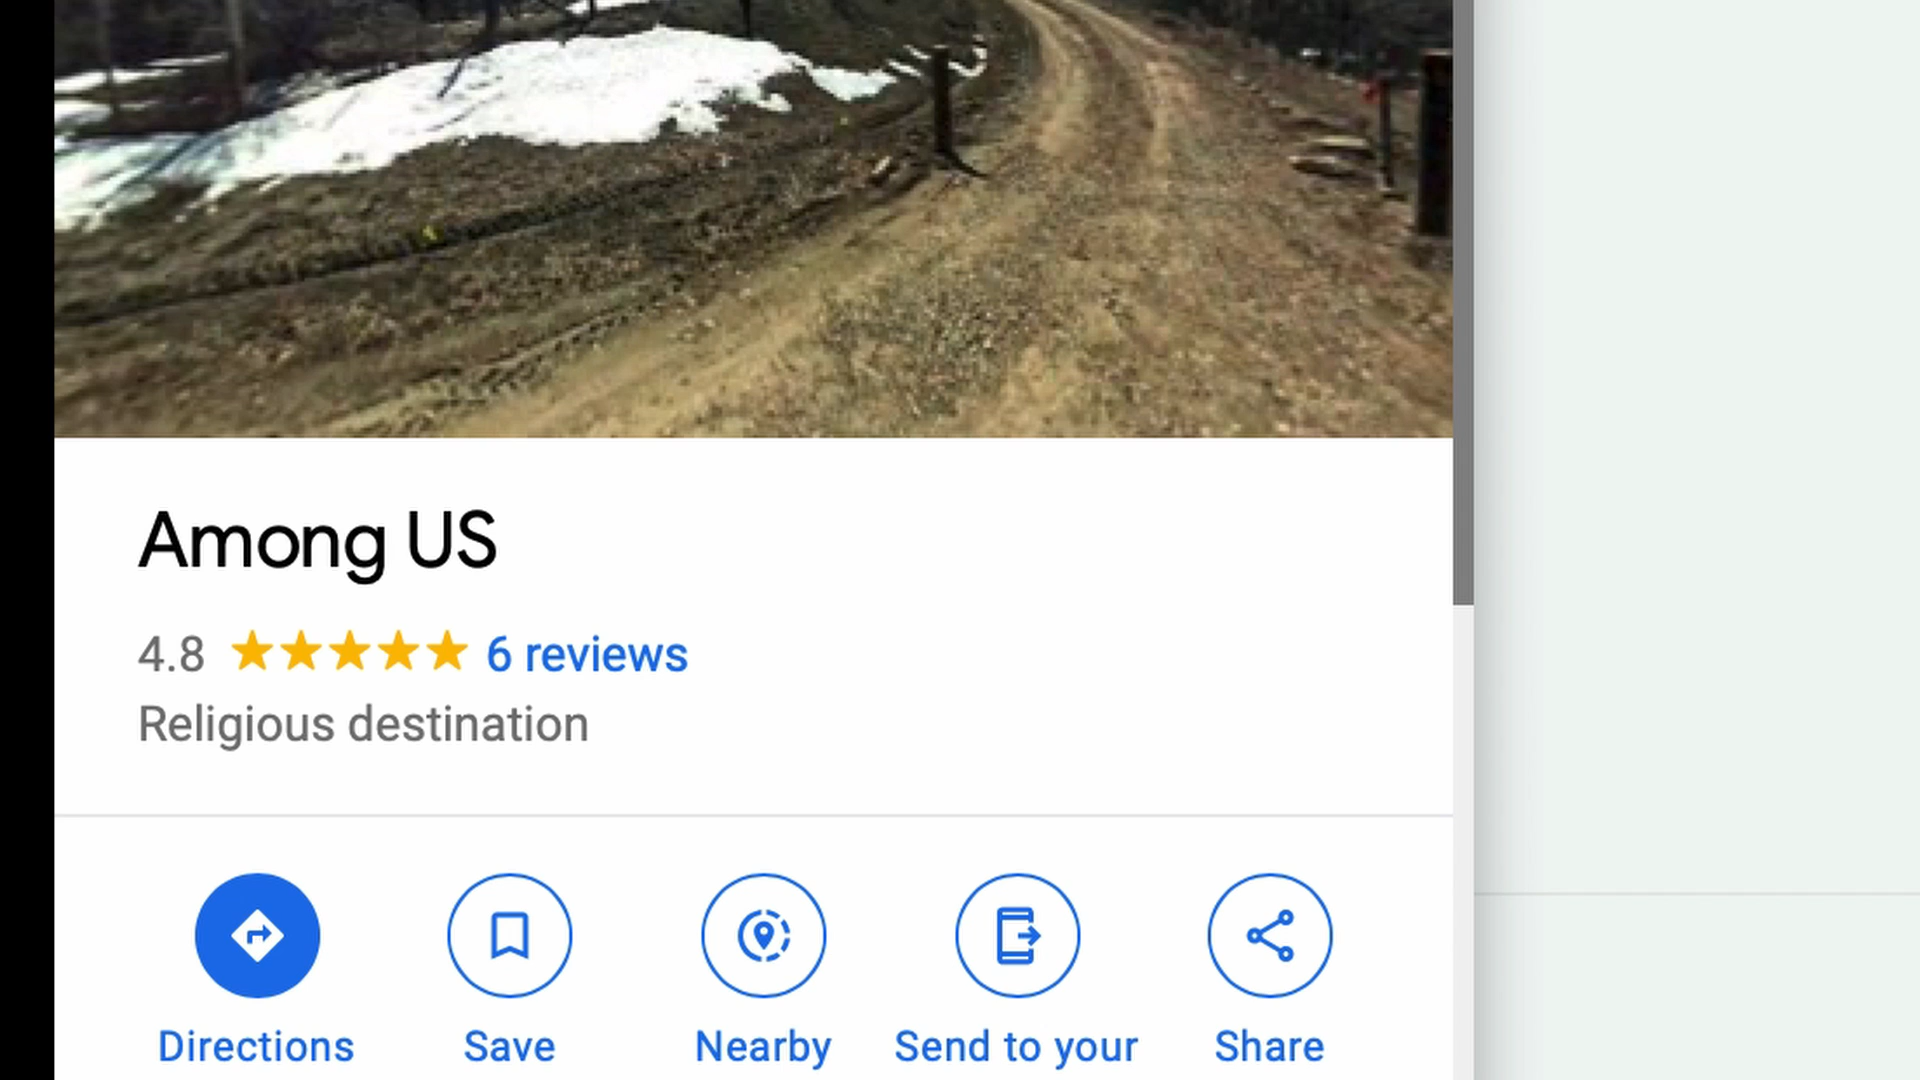 Among US
4.8 6 reviews
Religious destination
Directions Save Nearby Send to your Share